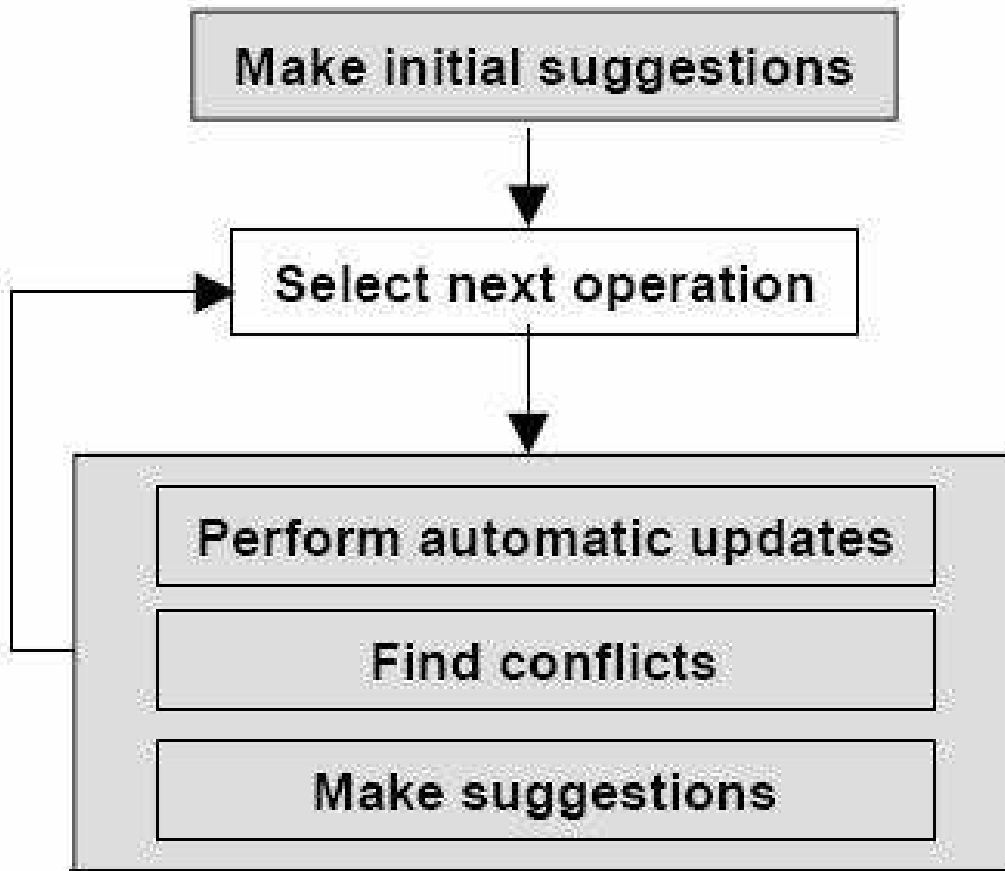 Make initial suggestions
Select next operation
Perform automatic updates
Find conflicts
Make suggestions